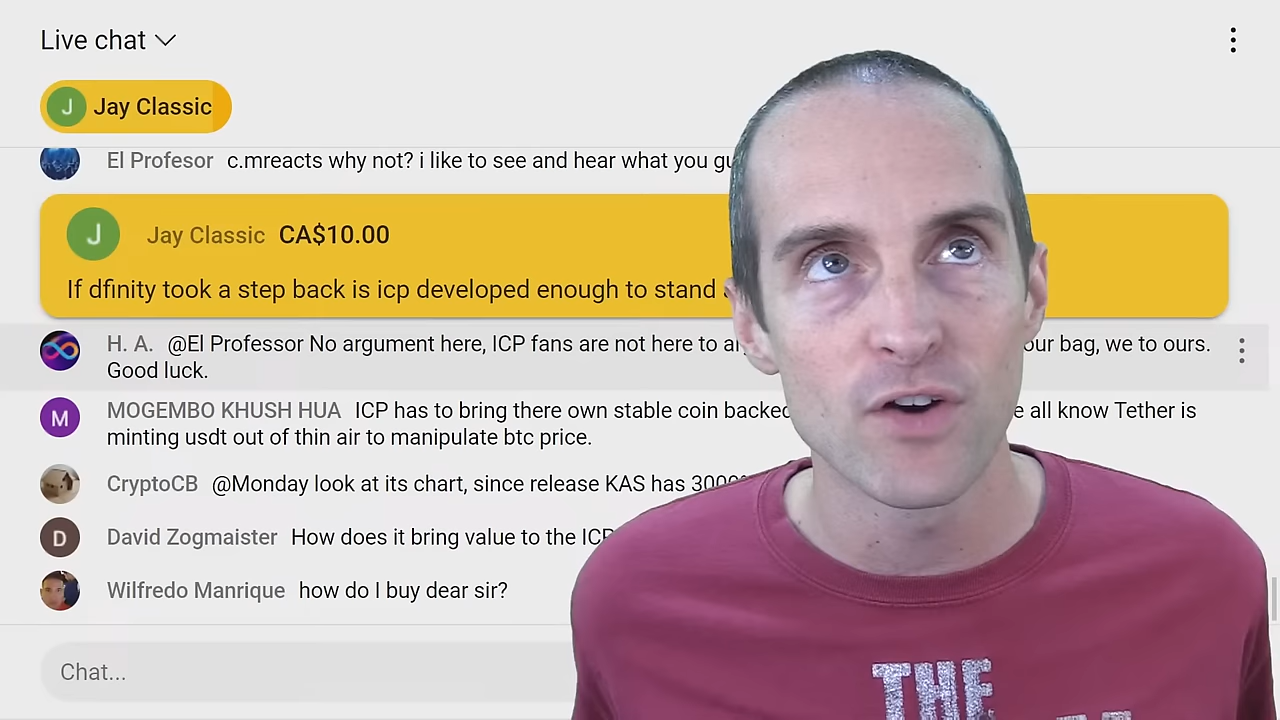 Live chat
J Jay Classic
El Profesor c.mreacts why not? i like to see and hear what you
J Jay Classic CA$10.00
If dfinity took a step back is icp developed enough to stand
H. A. @El Professor No argument here, ICP fans are not here to bag, we to ours.
Good luck.
M MOGEMBO KHUSH HUA ICP has to bring there own stable coin backed all know Tether is
minting usdt out of thin air to manipulate btc price.
CryptoCB @Monday look at its chart, since release KAS has
D David Zogmaister How does it bring value to the ICP
Wilfredo Manrique how do I buy dear sir?
Chat...
THE